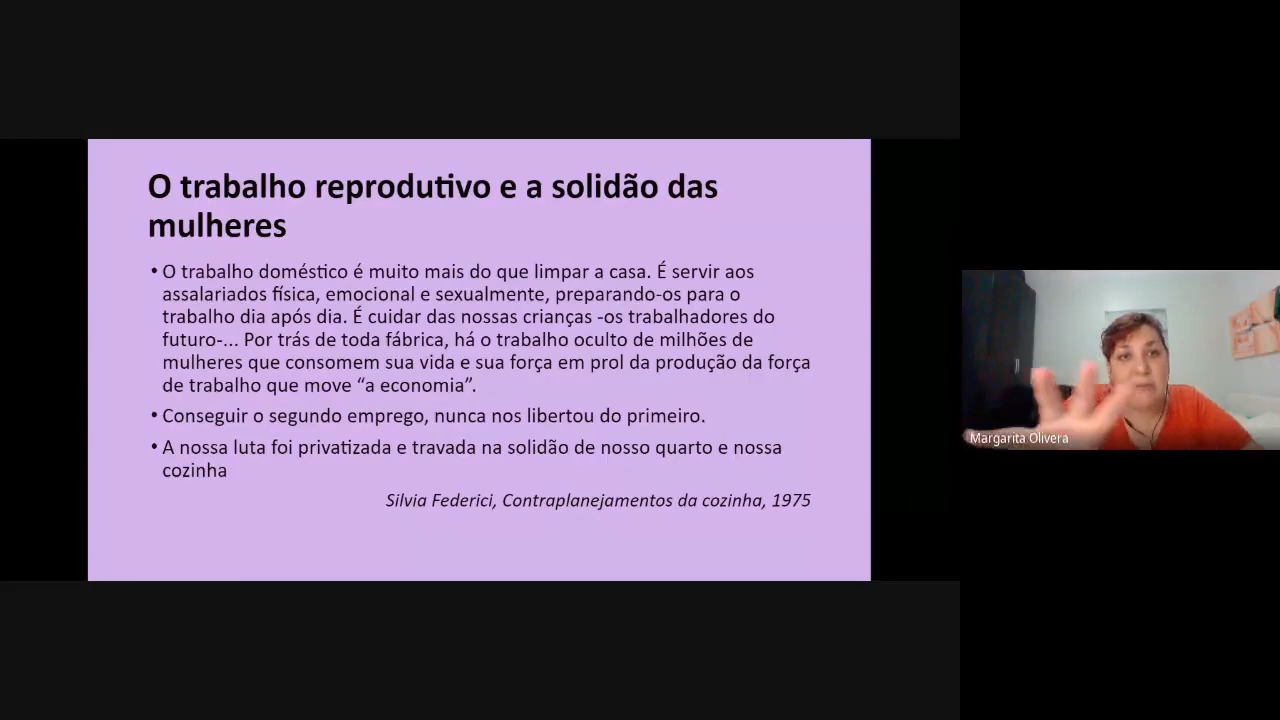 O trabalho reprodutivo e a solidão das
mulheres
• O trabalho doméstico é muito mais do que limpar a casa. É servir aos
assalariados física, emocional e sexualmente, preparando-os para o
trabalho dia após dia. É cuidar das nossas crianças -os trabalhadores do
futuro-... Por trás de toda fábrica, há o trabalho oculto de milhões de
mulheres que consomem sua vida e sua força em prol da produção da força
de trabalho que move “a economia”.
• Conseguir o segundo emprego, nunca nos libertou do primeiro.
• A nossa luta foi privatizada e travada na solidão de nosso quarto e nossa
cozinha
Silvia Federici, Contraplanejamentos da cozinha, 1975
Margarita Olivera